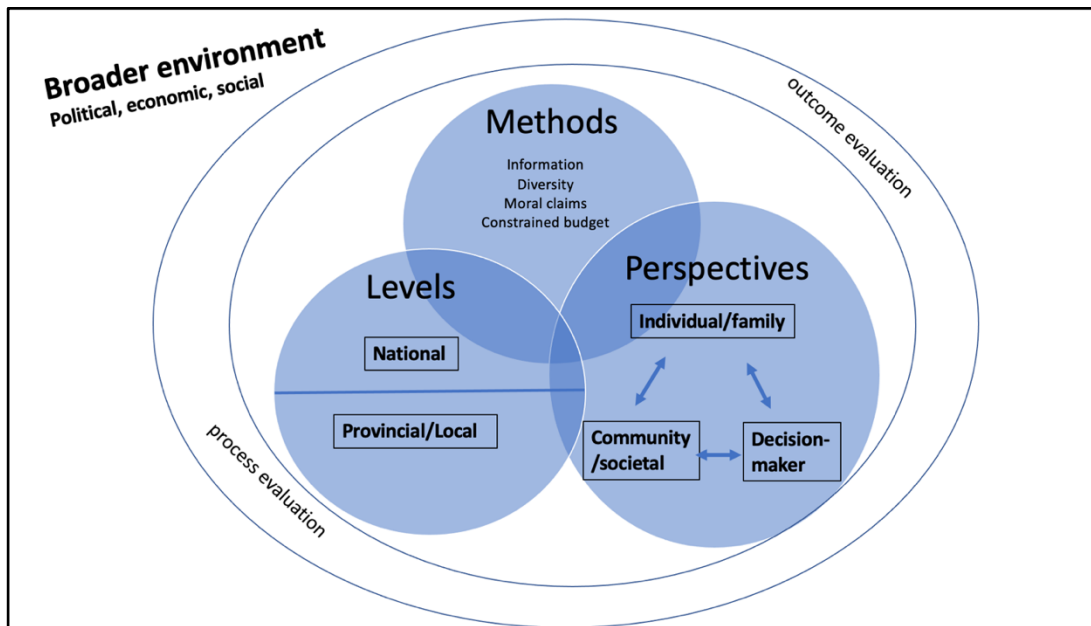 Broader environment
Political, economic, social
outcome evaluation
Methods
Information
Diversity
Moral claims
Constrained budget
Levels
National
Provincial/Local
Perspectives
Individual/family
Community
/societal
Decision-
maker
process evaluation